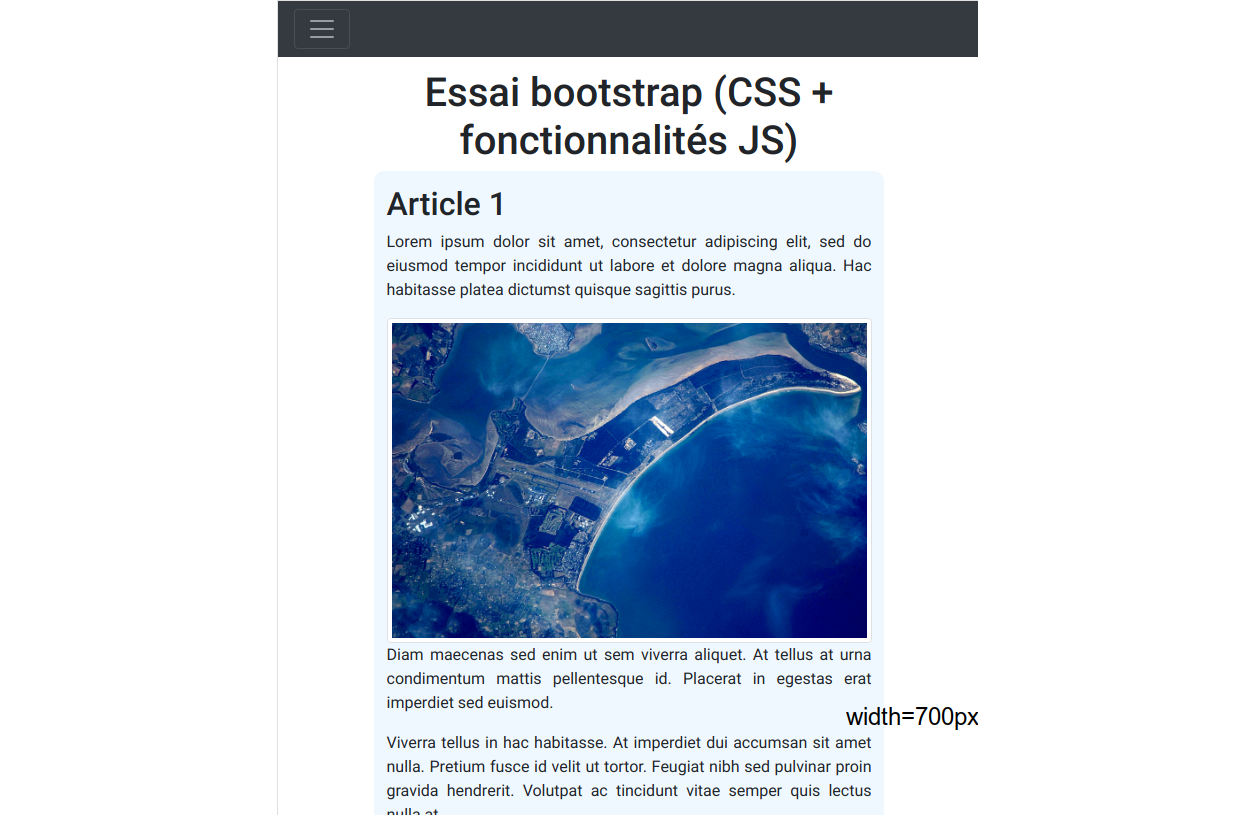 Essai bootstrap (CSS +
fonctionnalités JS)
Article 1
Lorem ipsum dolor sit amet, consectetur adipiscing elit, sed do
eiusmod tempor incididunt ut labore et dolore magna aliqua. Hac
habitasse platea dictumst quisque sagittis purus.
Diam maecenas sed enim ut sem viverra aliquet. At tellus at urna
condimentum mattis pellentesque id. Placerat in egestas erat
imperdiet sed euismod.
width=700px
Viverra tellus in hac habitasse. At imperdiet dui accumsan sit amet
nulla. Pretium fusce id velit ut tortor. Feugiat nibh sed pulvinar proin
gravida hendrerit. Volutpat ac tincidunt vitae semper quis lectus
nulla at